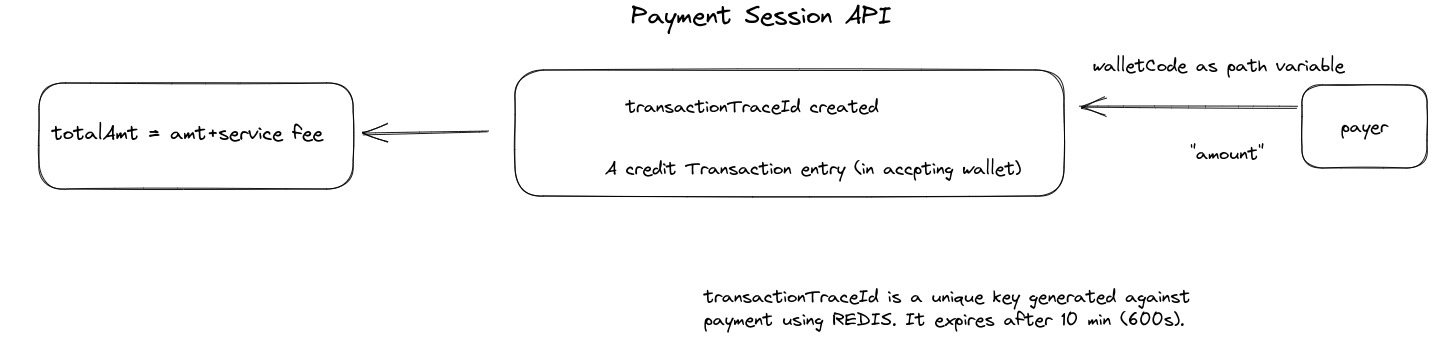 Payment Session API
walletCode as path variable
transactionTraceId created
payer
totalAmt = amt+service fee
"amount"
A credit Transaction entry (in accpting wallet)
transactionTraceId is a unique key generated against
payment using REDIS. It expires after 10 min (600s).